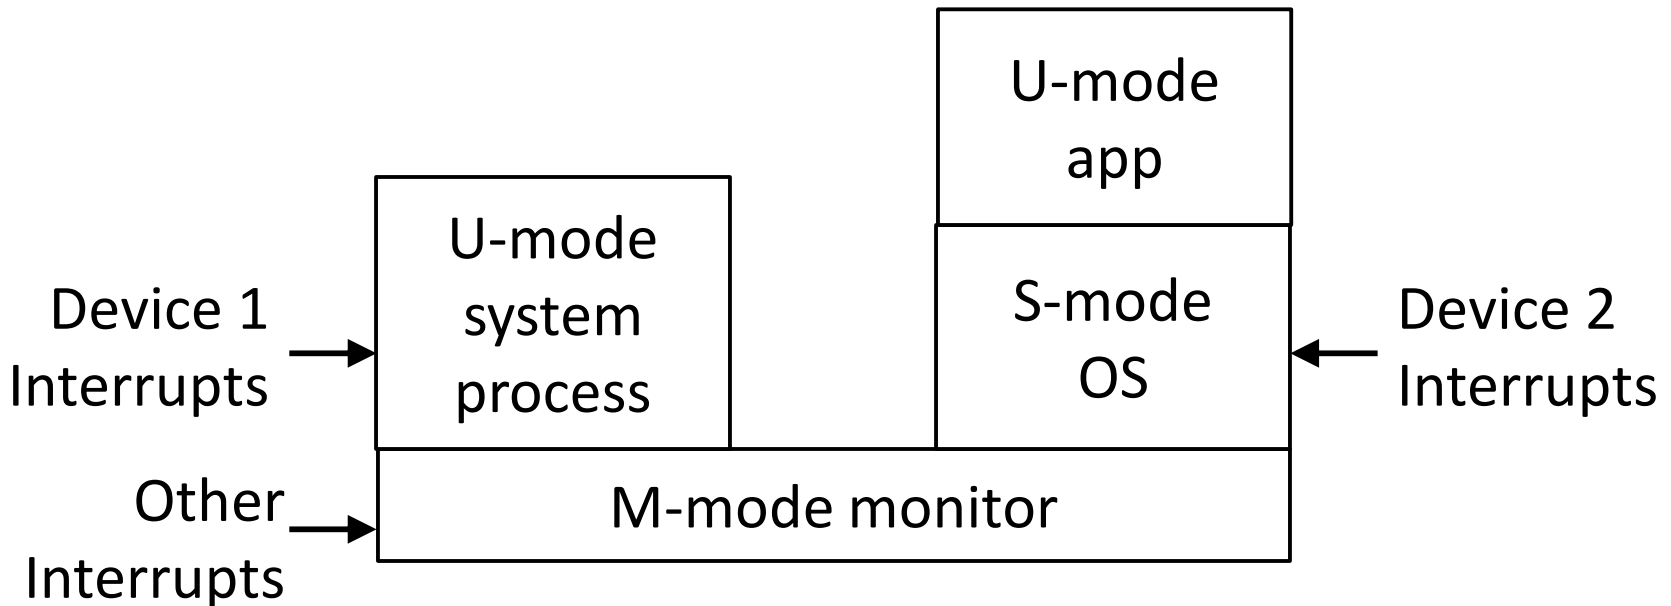 U-mode
app
U-mode
system
process
S-mode
OS
Device 1
Interrupts
Device 2
Interrupts
Other
Interrupts
M-mode monitor